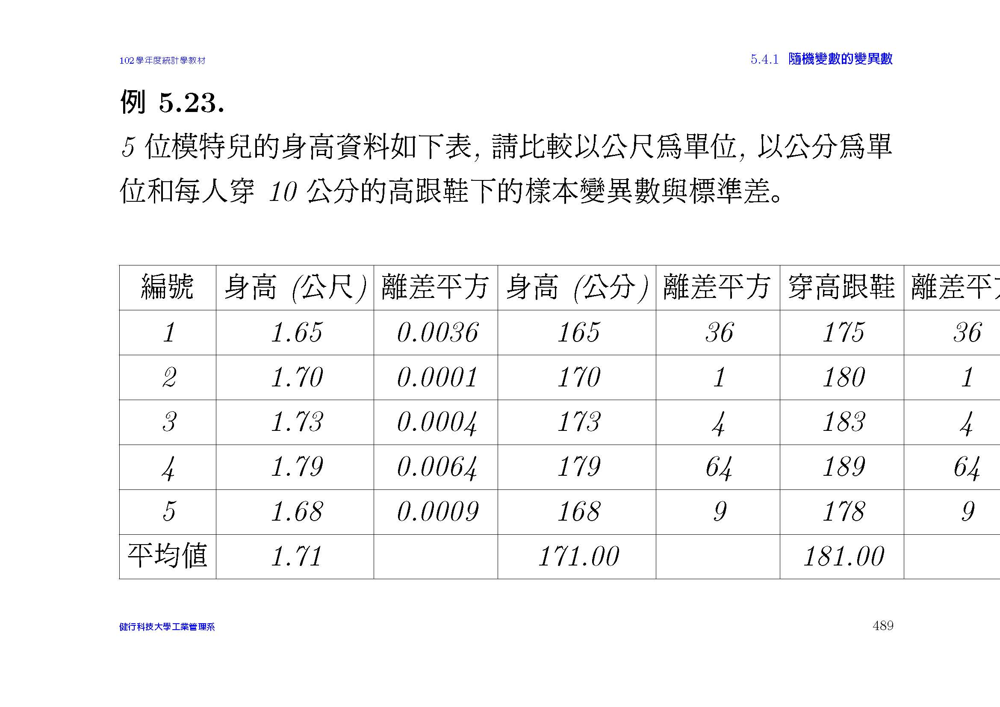 102學年度統計學教材 5.4.1 隨機變數的變異數
例 5.23.
5 位模特兒的身高資料如下表, 請比較以公尺爲單位, 以公分爲單
位和每人穿 10 公分的高跟鞋下的樣本變異數與標準差。
編號 身高 (公尺) 離差平方 身高 (公分) 離差平方 穿高跟鞋 離差平方
1 1.65 0.0036 165 36 175 36
2 1.70 0.0001 170 1 180 1
3 1.73 0.0004 173 4 183 4
4 1.79 0.0064 179 64 189 64
5 1.68 0.0009 168 9 178 9
平均值 1.71 171.00 181.00
健行科技大學工業管理系 489